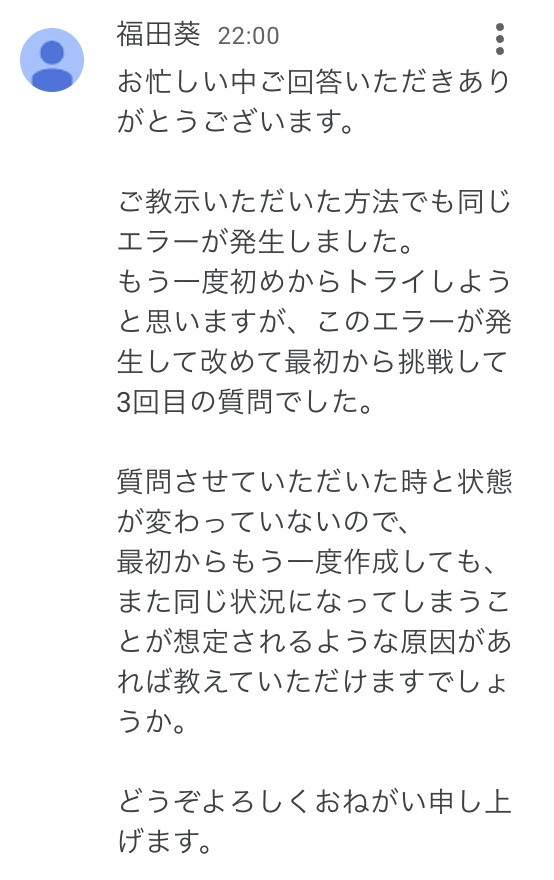 福田葵 22:00
お忙しい中ご回答いただきあり
がとうございます。
ご教示いただいた方法でも同じ
エラーが発生しました。
もう一度初めからトライしよう
と思いますが、このエラーが発
生して改めて最初から挑戦して
3回目の質問でした。
質問させていただいた時と状態
が変わっていないので、
最初からもう一度作成しても、
また同じ状況になってしまうこ
とが想定されるような原因があ
れば教えていただけますでしょ
うか。
どうぞよろしくおねがい申し上
げます。